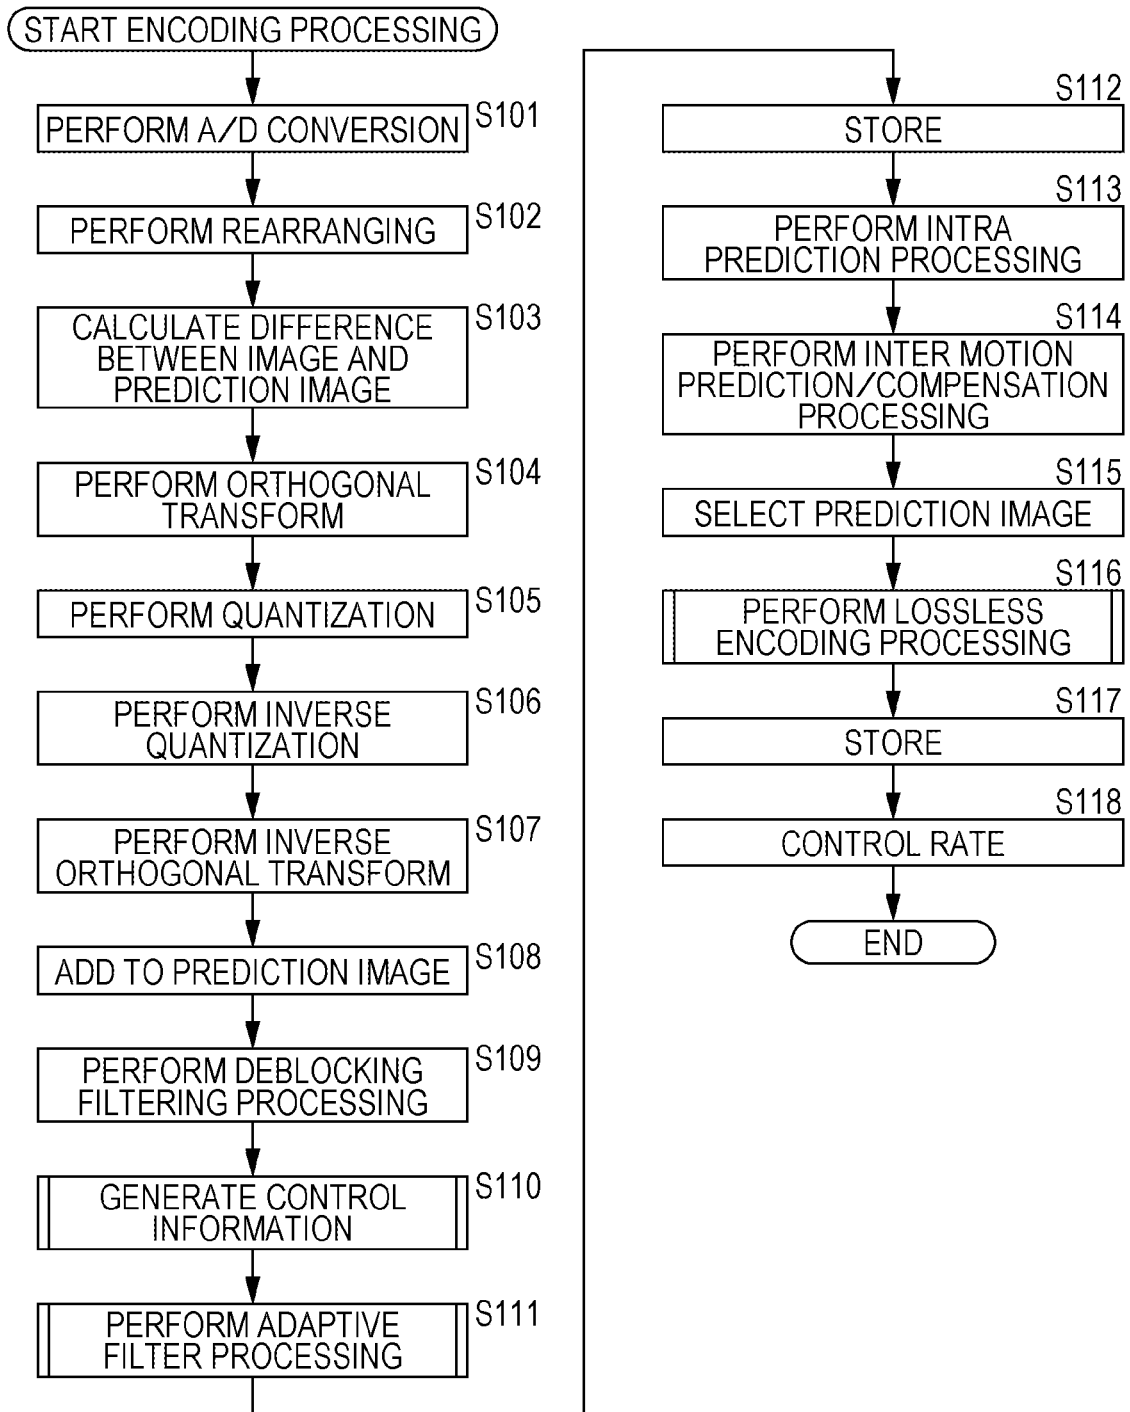 START ENCODING PROCESSING
S101
PERFORM A/D CONVERSION
S102
PERFORM REARRANGING
S103
CALCULATE DIFFERENCE
BETWEEN IMAGE AND
PREDICTION IMAGE
S104
PERFORM ORTHOGONAL
TRANSFORM
S105
PERFORM QUANTIZATION
S106
PERFORM INVERSE
QUANTIZATION
S107
PERFORM INVERSE
ORTHOGONAL TRANSFORM
S108
ADD TO PREDICTION IMAGE
S109
PERFORM DEBLOCKING
FILTERING PROCESSING
S110
GENERATE CONTROL
INFORMATION
S111
PERFORM ADAPTIVE
FILTER PROCESSING
S112
STORE
S113
PERFORM INTRA
PREDICTION PROCESSING
S114
PERFORM INTER MOTION
PREDICTION/COMPENSATION
PROCESSING
S115
SELECT PREDICTION IMAGE
S116
PERFORM LOSSLESS
ENCODING PROCESSING
S117
STORE
S118
CONTROL RATE
END